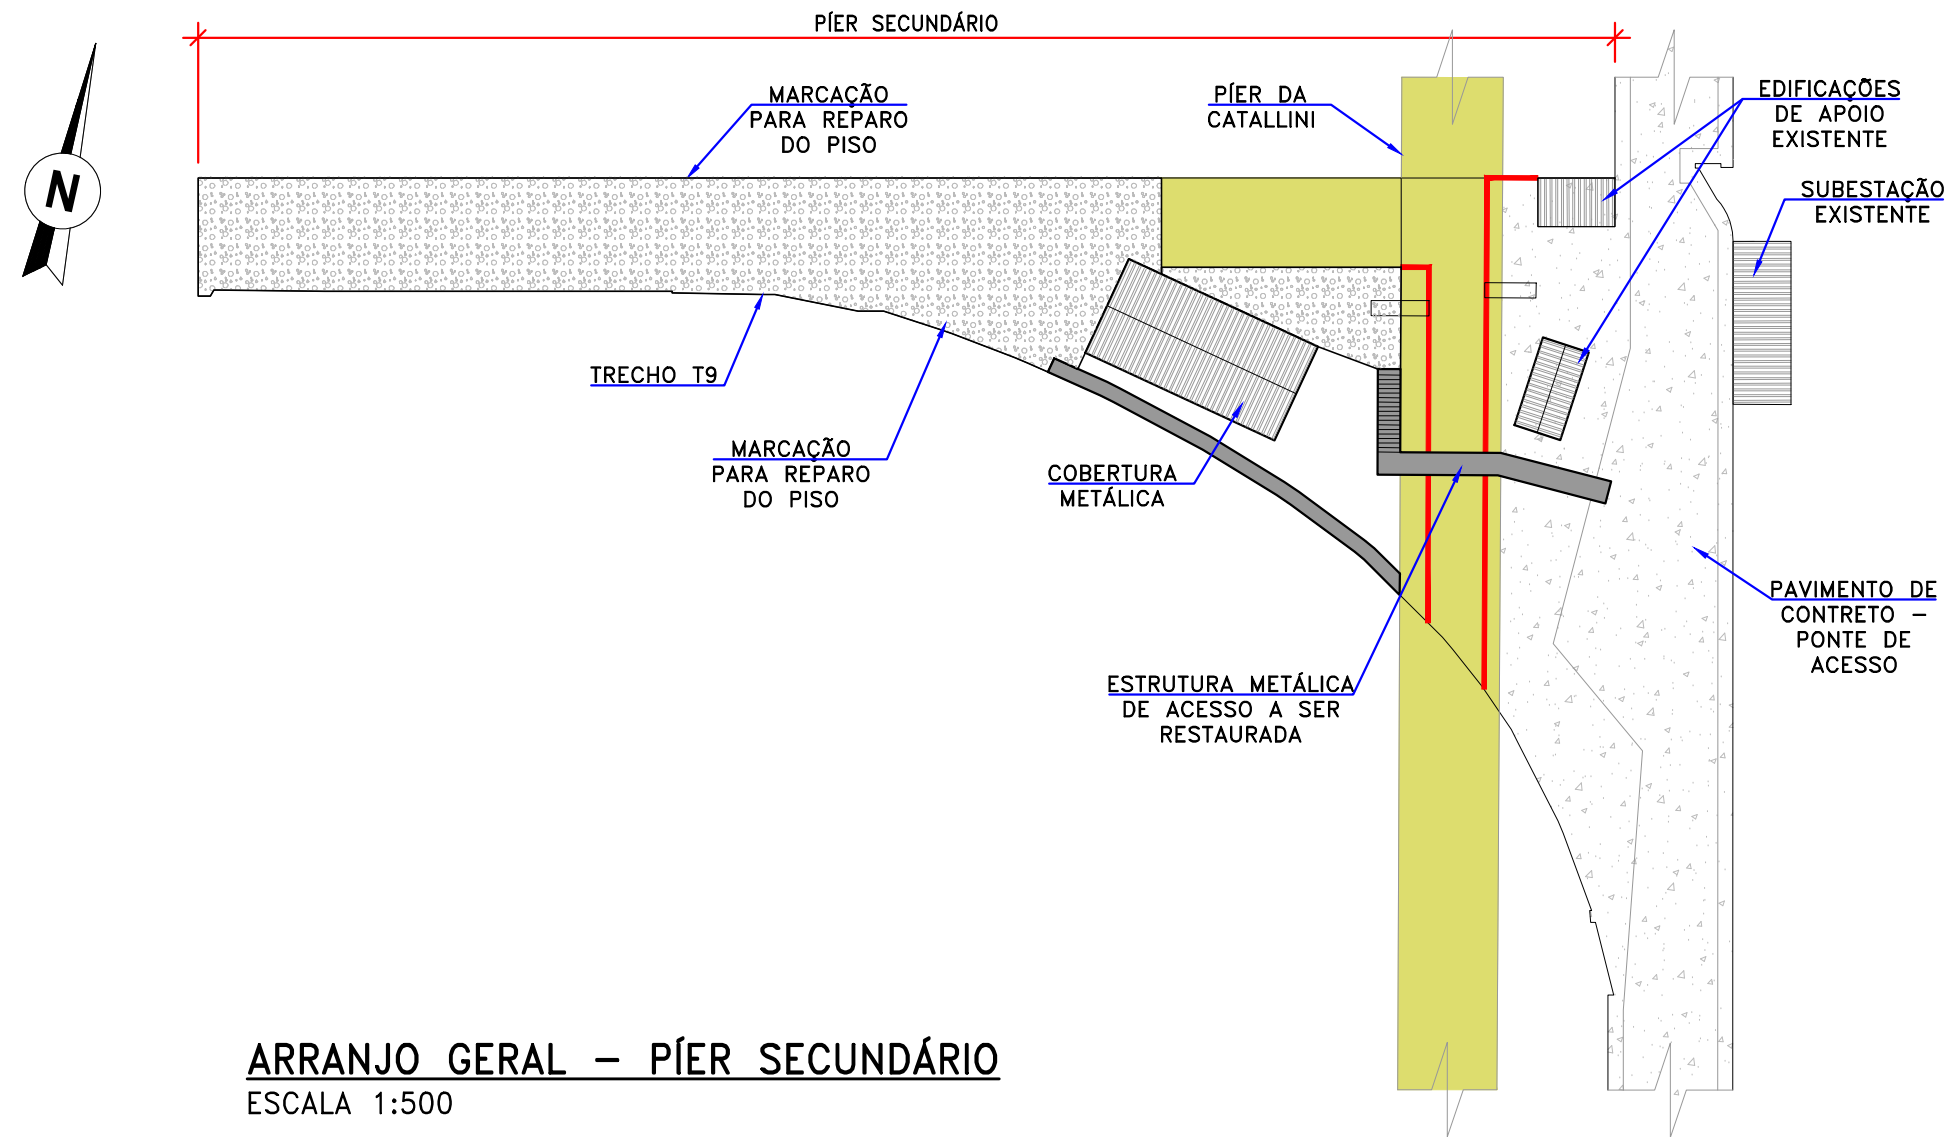 PÍER SECUNDÁRIO
MARCAÇÃO
PARA REPARO
DO PISO
PÍER DA
CATALLINI
EDIFICAÇÕES
DE APOIO
EXISTENTE
SUBESTAÇÃO
EXISTENTE
N
TRECHO T9
MARCAÇÃO
PARA REPARO
DO PISO
COBERTURA
METÁLICA
PAVIMENTO DE
CONTRETO –
PONTE DE
ACESSO
ESTRUTURA METÁLICA
DE ACESSO A SER
RESTAURADA
ARRANJO GERAL – PÍER SECUNDÁRIO
ESCALA 1:500